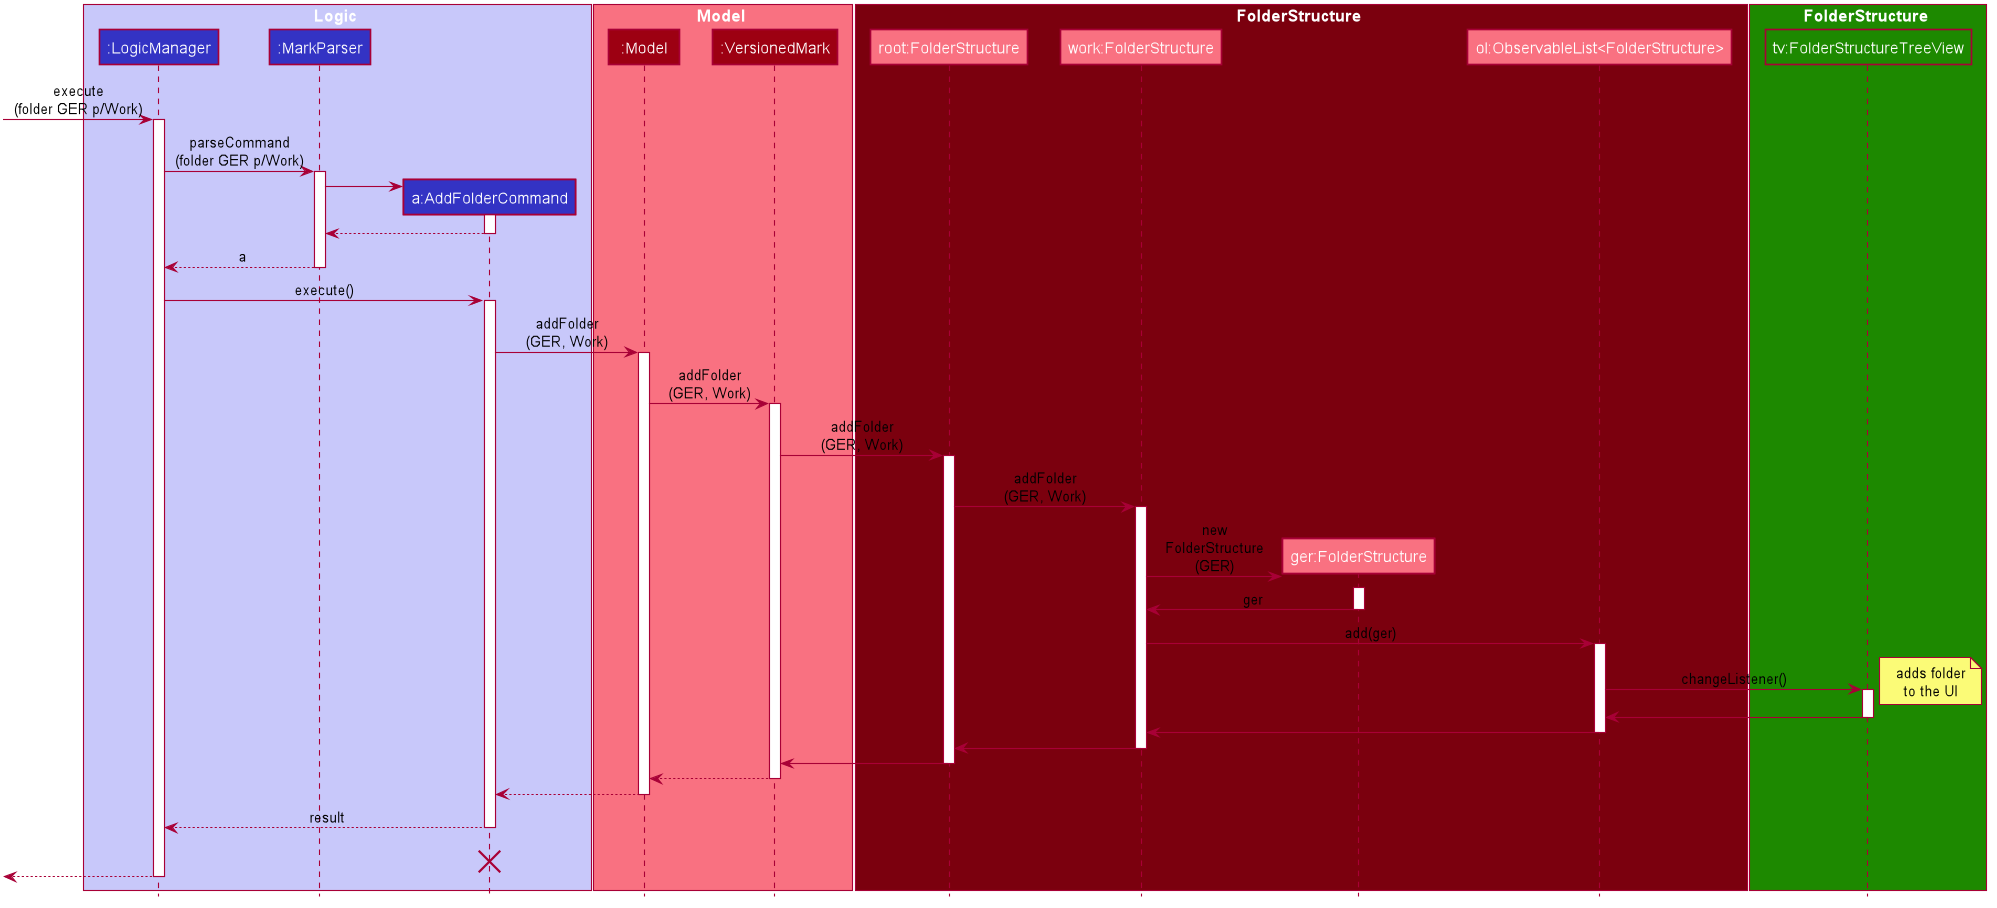 Logic
Model
FolderStructure
FolderStructure
:LogicManager
:MarkParser
:Model
:VersionedMark
root:FolderStructure
work:FolderStructure
ol:ObservableList<FolderStructure>
tv:FolderStructureTreeView
execute
(folder GER p/Work)
parseCommand
(folder GER p/Work)
a:AddFolderCommand
a
execute()
addFolder
(GER, Work)
addFolder
(GER, Work)
addFolder
(GER, Work)
addFolder
(GER, Work)
new
FolderStructure
(GER)
ger:FolderStructure
ger
add(ger)
changeListener()
adds folder
to the UI
result